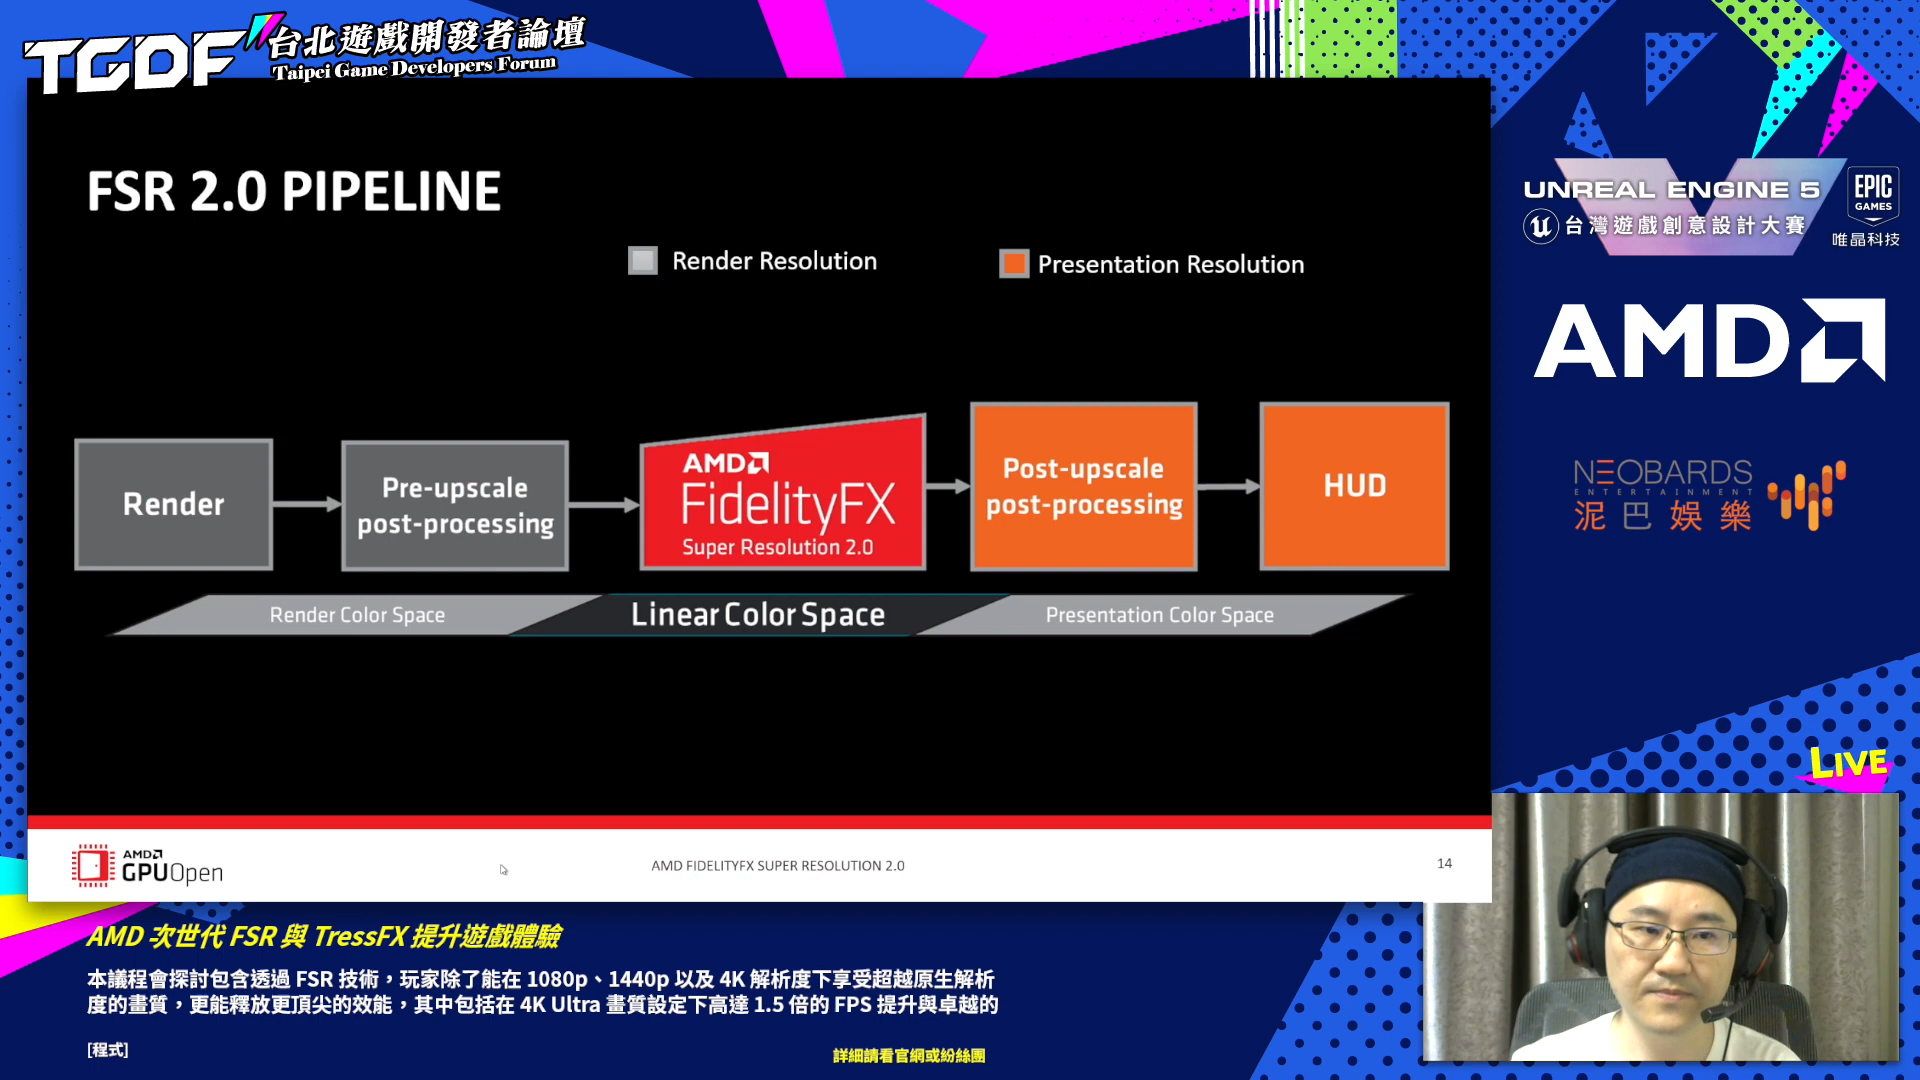 TGDF 台北遊戲開發者論壇
Taipei Game Developers Forum
FSR 2.0 PIPELINE
Render Resolution
Presentation Resolution
Render
Pre-upscale
post-processing
AMD
FidelityFX
Super Resolution 2.0
Post-upscale
post-processing
HUD
Render Color Space
Linear Color Space
Presentation Color Space
AMD
GPUOpen
AMD FIDELITYFX SUPER RESOLUTION 2.0
14
UNREAL ENGINE 5
台灣遊戲創意設計大賽
EPIC
GAMES
唯晶科技
AMD
NEOBARDS
ENTERTAINMENT
泥巴娛樂
LIVE
AMD 次世代 FSR 與 TressFX 提升遊戲體驗
本議程會探討包含透過 FSR 技術，玩家除了能在 1080p、1440p 以及 4K 解析度下享受超越原生解析
度的畫質，更能釋放更頂尖的效能，其中包括在 4K Ultra 畫質設定下高達 1.5 倍的 FPS 提升與卓越的
[程式]
詳細請看官網或紛絲團